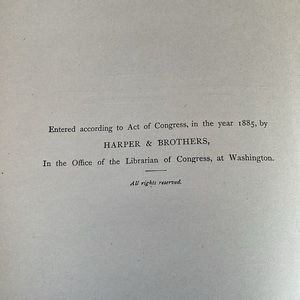 Entered according to Act of Congress, in the year 1885, by
HARPER & BROTHERS,
In the Office of the Librarian of Congress, at Washington.
All rights reserved.